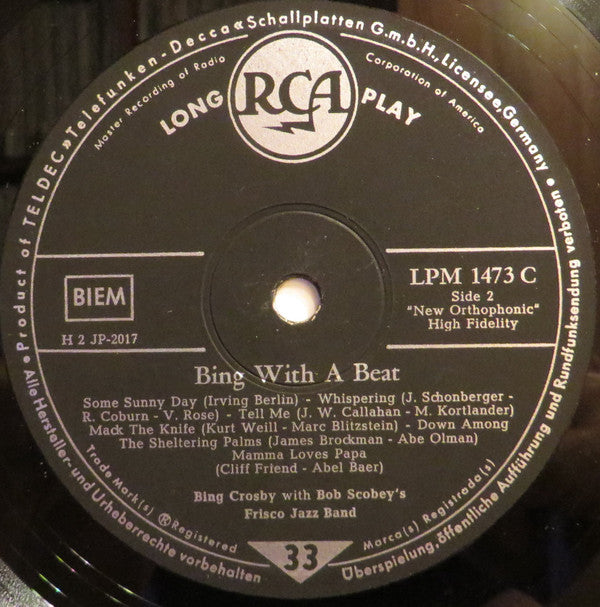 • Product of TELDEC »Telefunken - Decca« Schallplatten G.m.b.H., Licensee, Germany •
Master Recording of Radio Corporation of America
LONG RCA PLAY
BIEM
H 2 JP-2017
LPM 1473 C
Side 2
"New Orthophonic"
High Fidelity
Bing With A Beat
Some Sunny Day (Irving Berlin) - Whispering (J. Schonberger -
R. Coburn - V. Rose) - Tell Me (J. W. Callahan - M. Kortlander)
Mack The Knife (Kurt Weill - Marc Blitzstein) - Down Among
The Sheltering Palms (James Brockman - Abe Olman)
Mamma Loves Papa
(Cliff Friend - Abel Baer)
Bing Crosby with Bob Scobey's
Frisco Jazz Band
Trade Mark(s) ® Registered
Marca(s) Registrada(s)
33
Alle Hersteller- und Urheberrechte vorbehalten
Überspielung, öffentliche Aufführung und Rundfunksendung verboten